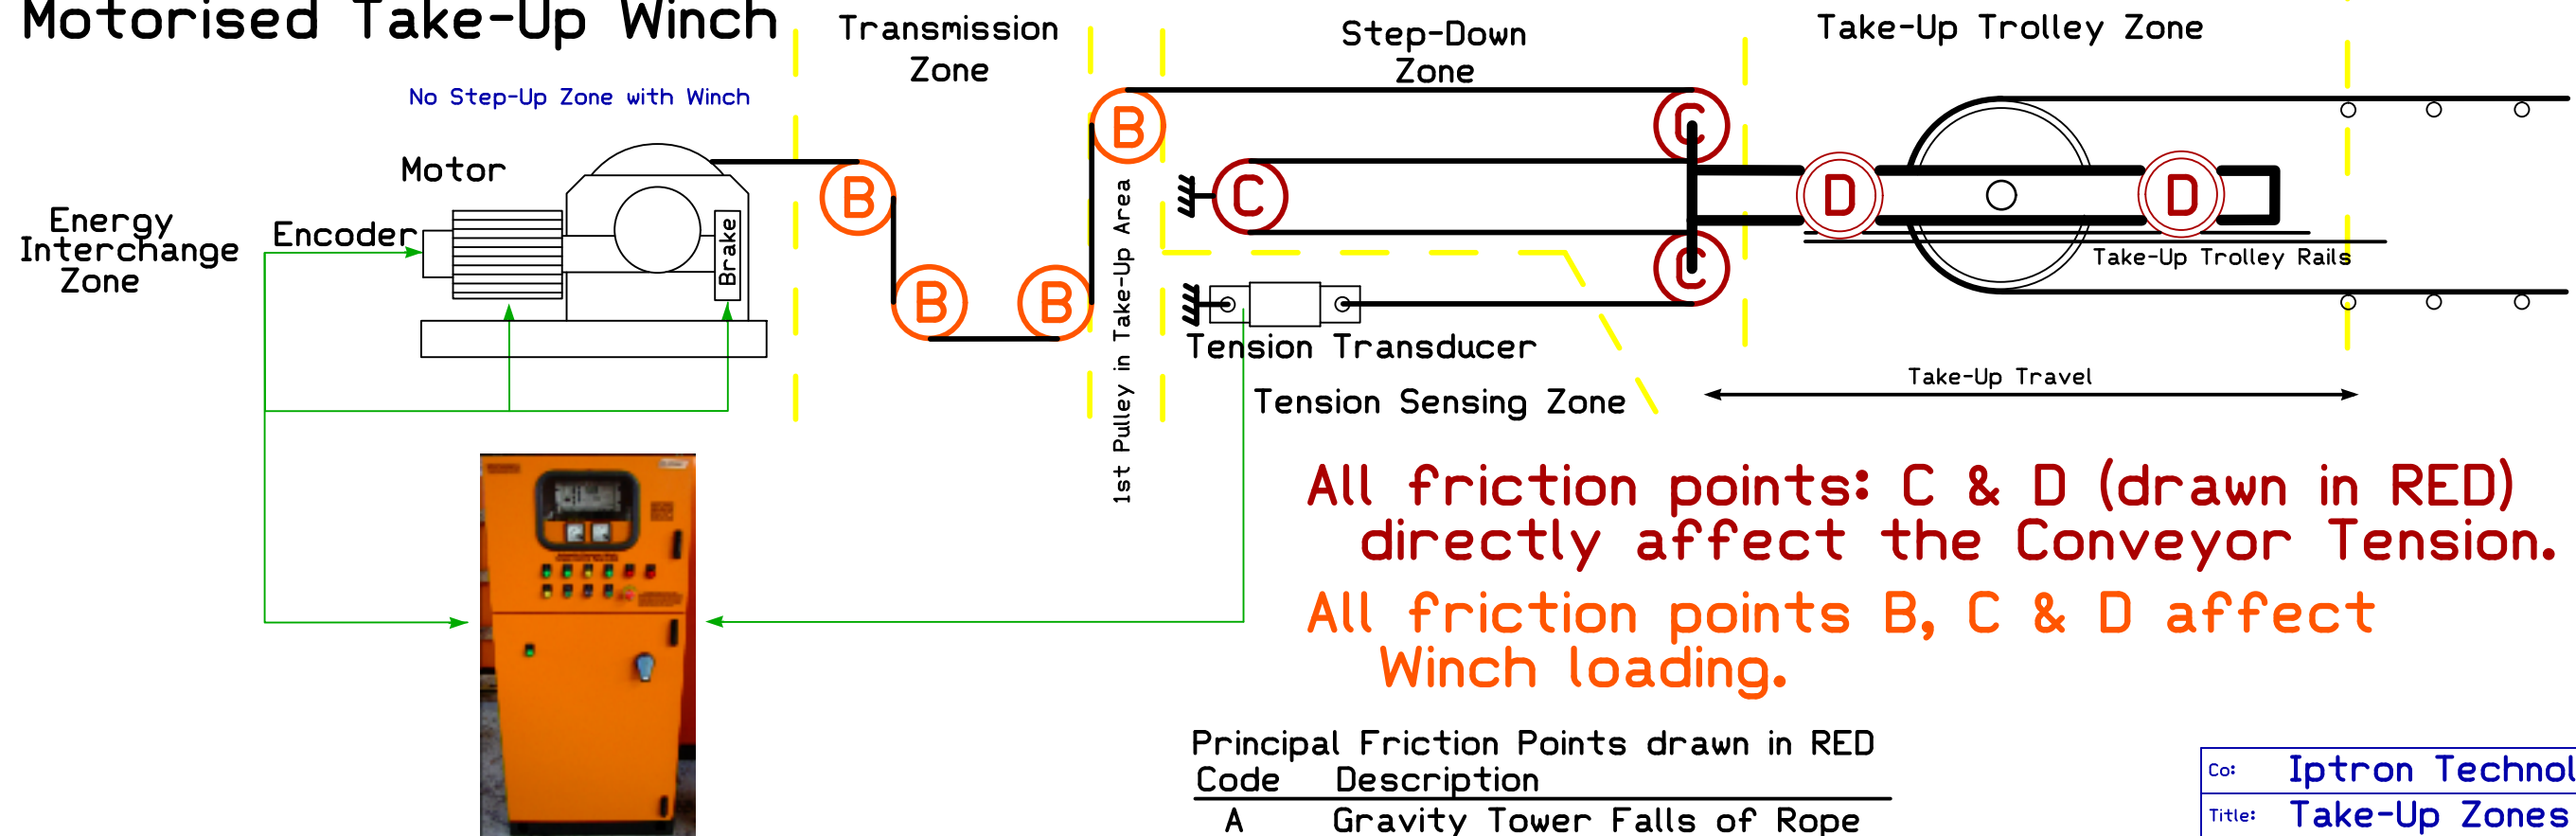 Motorised Take-Up Winch
Transmission
Zone
Step-Down
Zone
Take-Up Trolley Zone
No Step-Up Zone with Winch
Motor
Energy
Interchange
Zone
Encoder
Brake
B
B
B
B
1st Pulley in Take-Up Area
C
C
C
D
D
Take-Up Trolley Rails
Tension Transducer
Tension Sensing Zone
Take-Up Travel
All friction points: C & D (drawn in RED)
directly affect the Conveyor Tension.
All friction points B, C & D affect
Winch loading.
Principal Friction Points drawn in RED
Code Description
A Gravity Tower Falls of Rope
Co: Iptron Technol
Title: Take-Up Zones